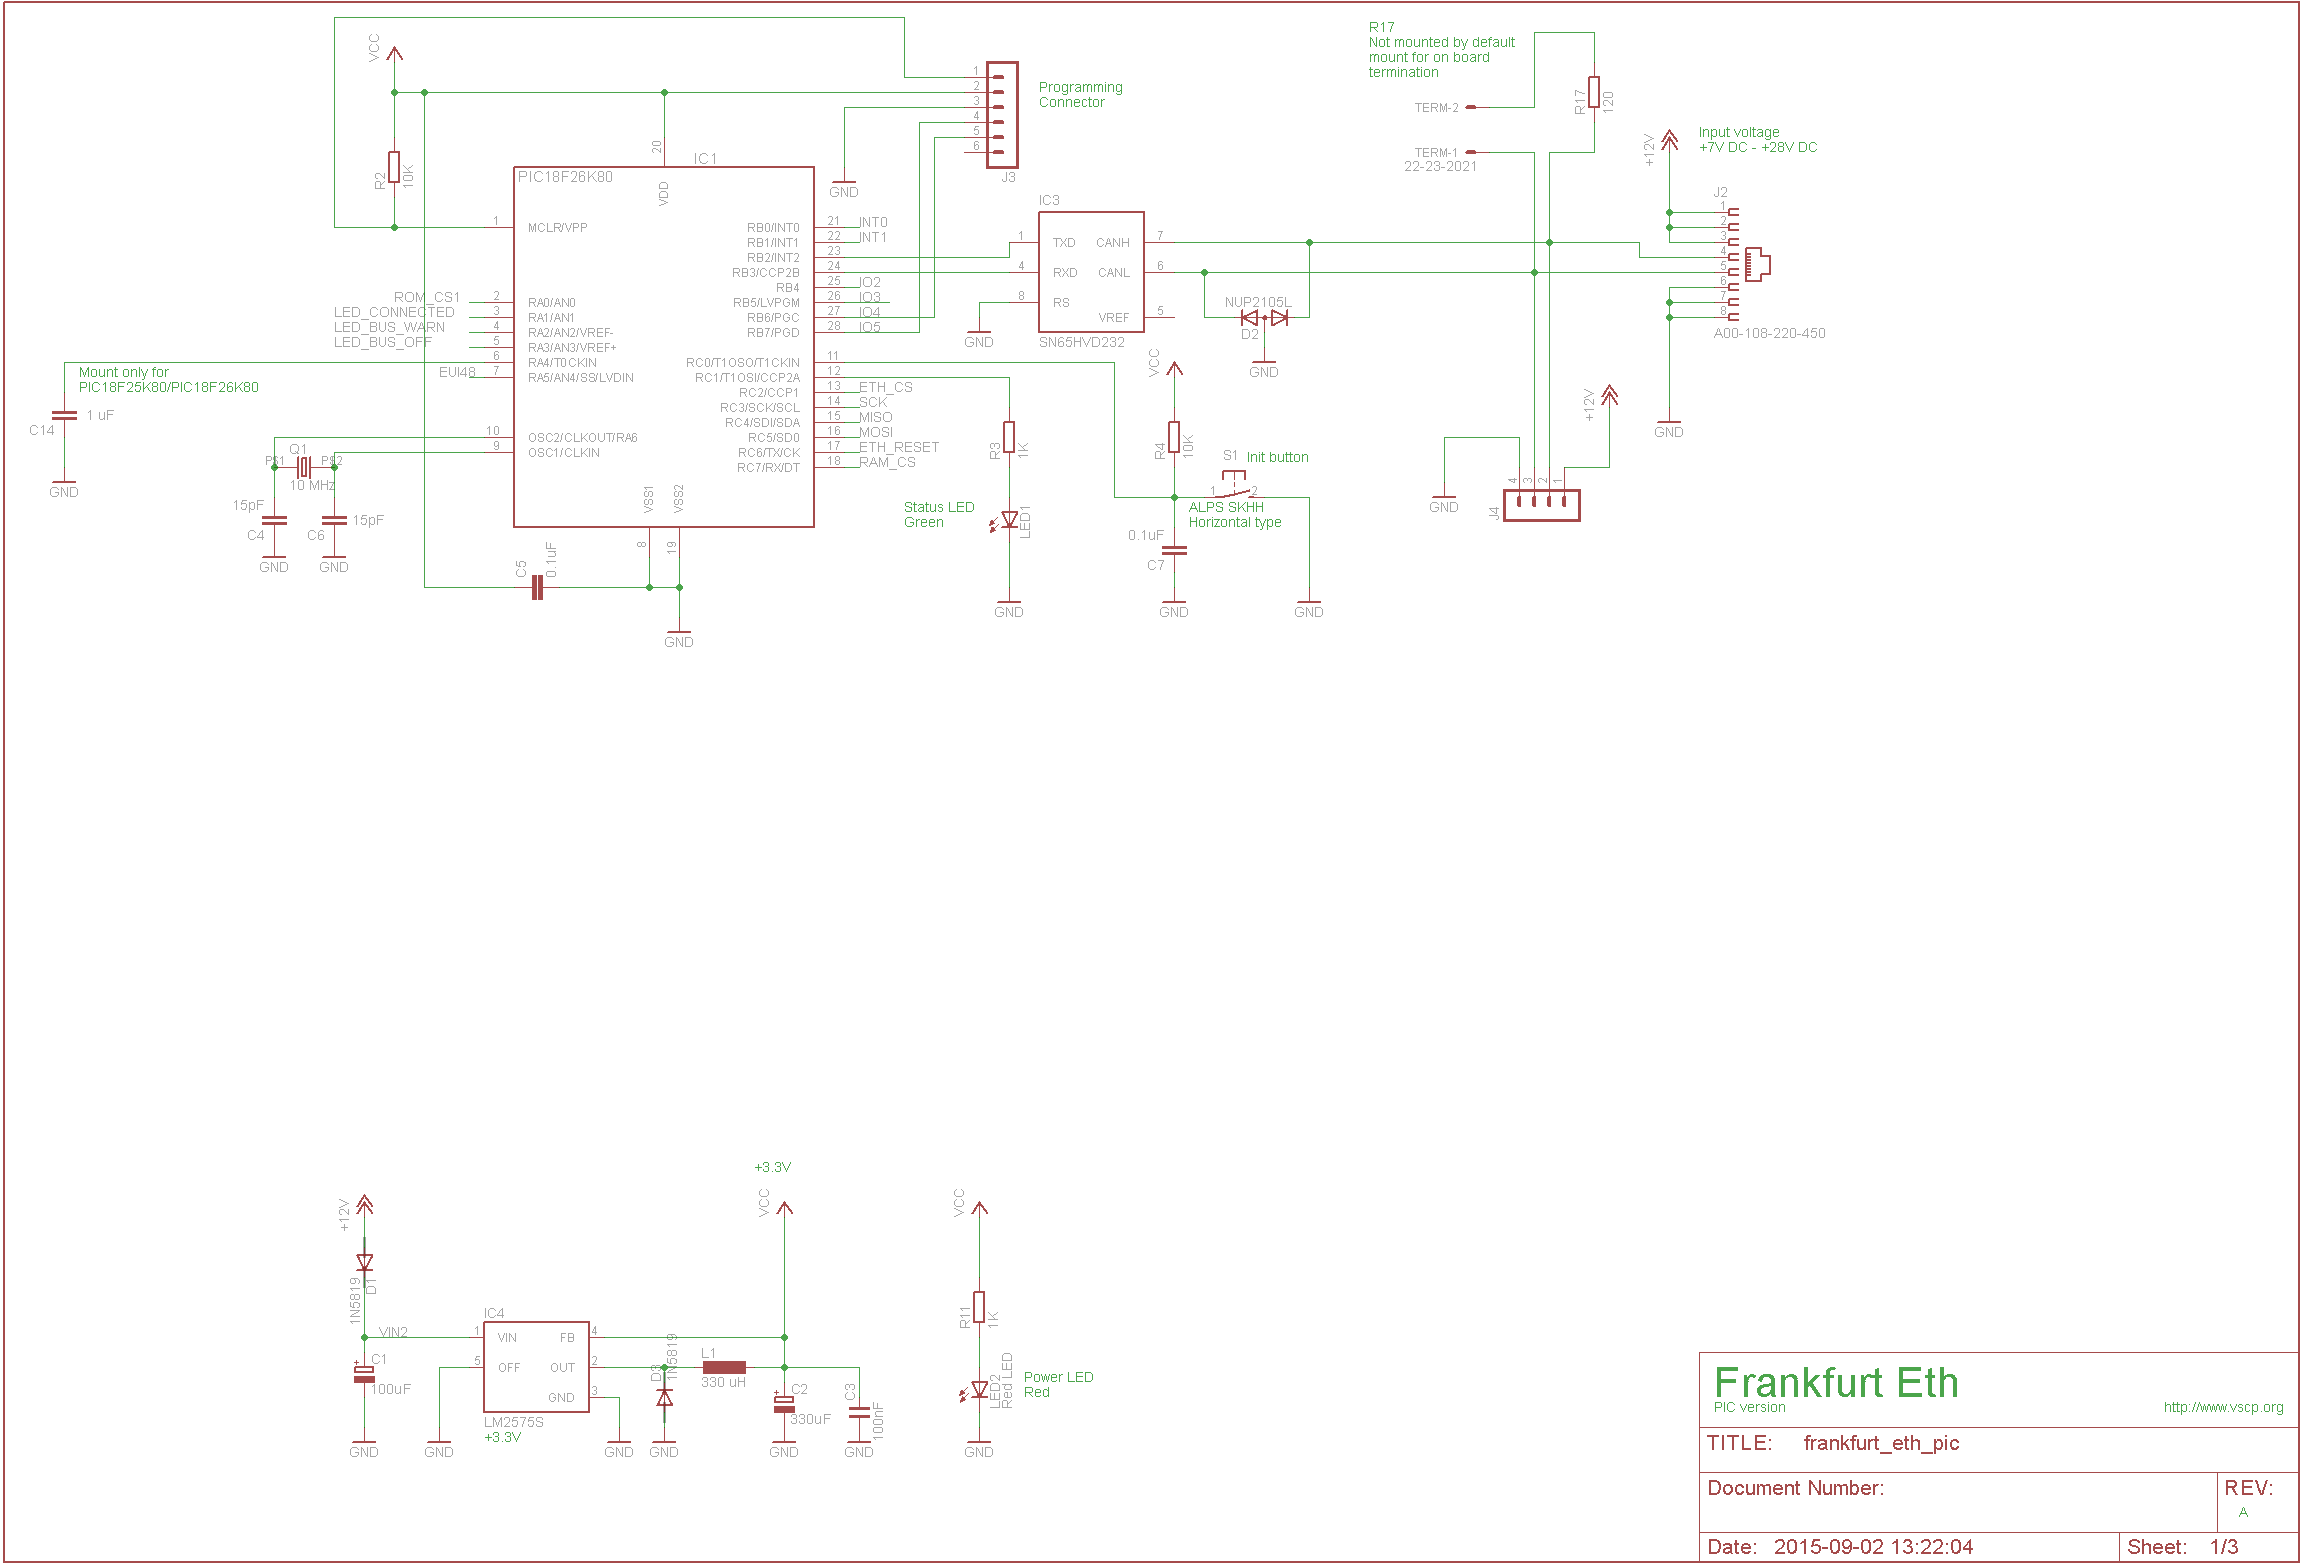 R17
Not mounted by default
mount for on board
termination
VCC
1
2
3
4
5
6
Programming
Connector
J3
TERM-2
R17
120
TERM-1
22-23-2021
+12V
Input voltage
+7V DC - +28V DC
R2
10K
20
IC1
PIC18F26K80
VDD
GND
1
MCLR/VPP
RB0/INT0
21
INT0
RB1/INT1
22
INT1
RB2/INT2
23
RB3/CCP2B
24
RB4
25
IO2
RB5/LVPGM
26
IO3
RB6/PGC
27
IO4
RB7/PGD
28
IO5
ROM_CS1
2
RA0/AN0
LED_CONNECTED
3
RA1/AN1
LED_BUS_WARN
4
RA2/AN2/VREF-
LED_BUS_OFF
5
RA3/AN3/VREF+
6
RA4/T0CKIN
EUI48
7
RA5/AN4/SS/LVDIN
RC0/T1OSO/T1CKIN
11
RC1/T1OSI/CCP2A
12
RC2/CCP1
13
ETH_CS
RC3/SCK/SCL
14
SCK
RC4/SDI/SDA
15
MISO
RC5/SD0
16
MOSI
RC6/TX/CK
17
ETH_RESET
RC7/RX/DT
18
RAM_CS
10
OSC2/CLKOUT/RA6
9
OSC1/CLKIN
VSS1
VSS2
8
19
IC3
1
TXD
CANH
7
4
RXD
CANL
6
8
RS
VREF
5
SN65HVD232
GND
NUP2105L
D2
GND
J2
1
2
3
4
5
6
7
8
A00-108-220-450
GND
Mount only for
PIC18F25K80/PIC18F26K80
1 uF
C14
GND
Q1
PS1
PS2
10 MHz
15pF
C4
15pF
C6
GND
GND
C5
0.1uF
GND
R3
1K
Status LED
Green
LED1
GND
VCC
R4
10K
S1
Init button
1
2
ALPS SKHH
Horizontal type
0.1uF
C7
GND
GND
+12V
GND
4
3
2
1
J4
+3.3V
+12V
1N5819
D1
VIN2
C1
+
100uF
GND
IC4
1
VIN
FB
4
5
OFF
OUT
2
GND
3
LM2575S
+3.3V
GND
GND
D3
1N5819
GND
L1
330 uH
VCC
C2
+
330uF
GND
C3
100nF
GND
VCC
R11
1K
LED2
Red LED
Power LED
Red
GND
Frankfurt Eth
PIC version
http://www.vscp.org
TITLE: frankfurt_eth_pic
Document Number:
REV:
A
Date: 2015-09-02 13:22:04
Sheet: 1/3